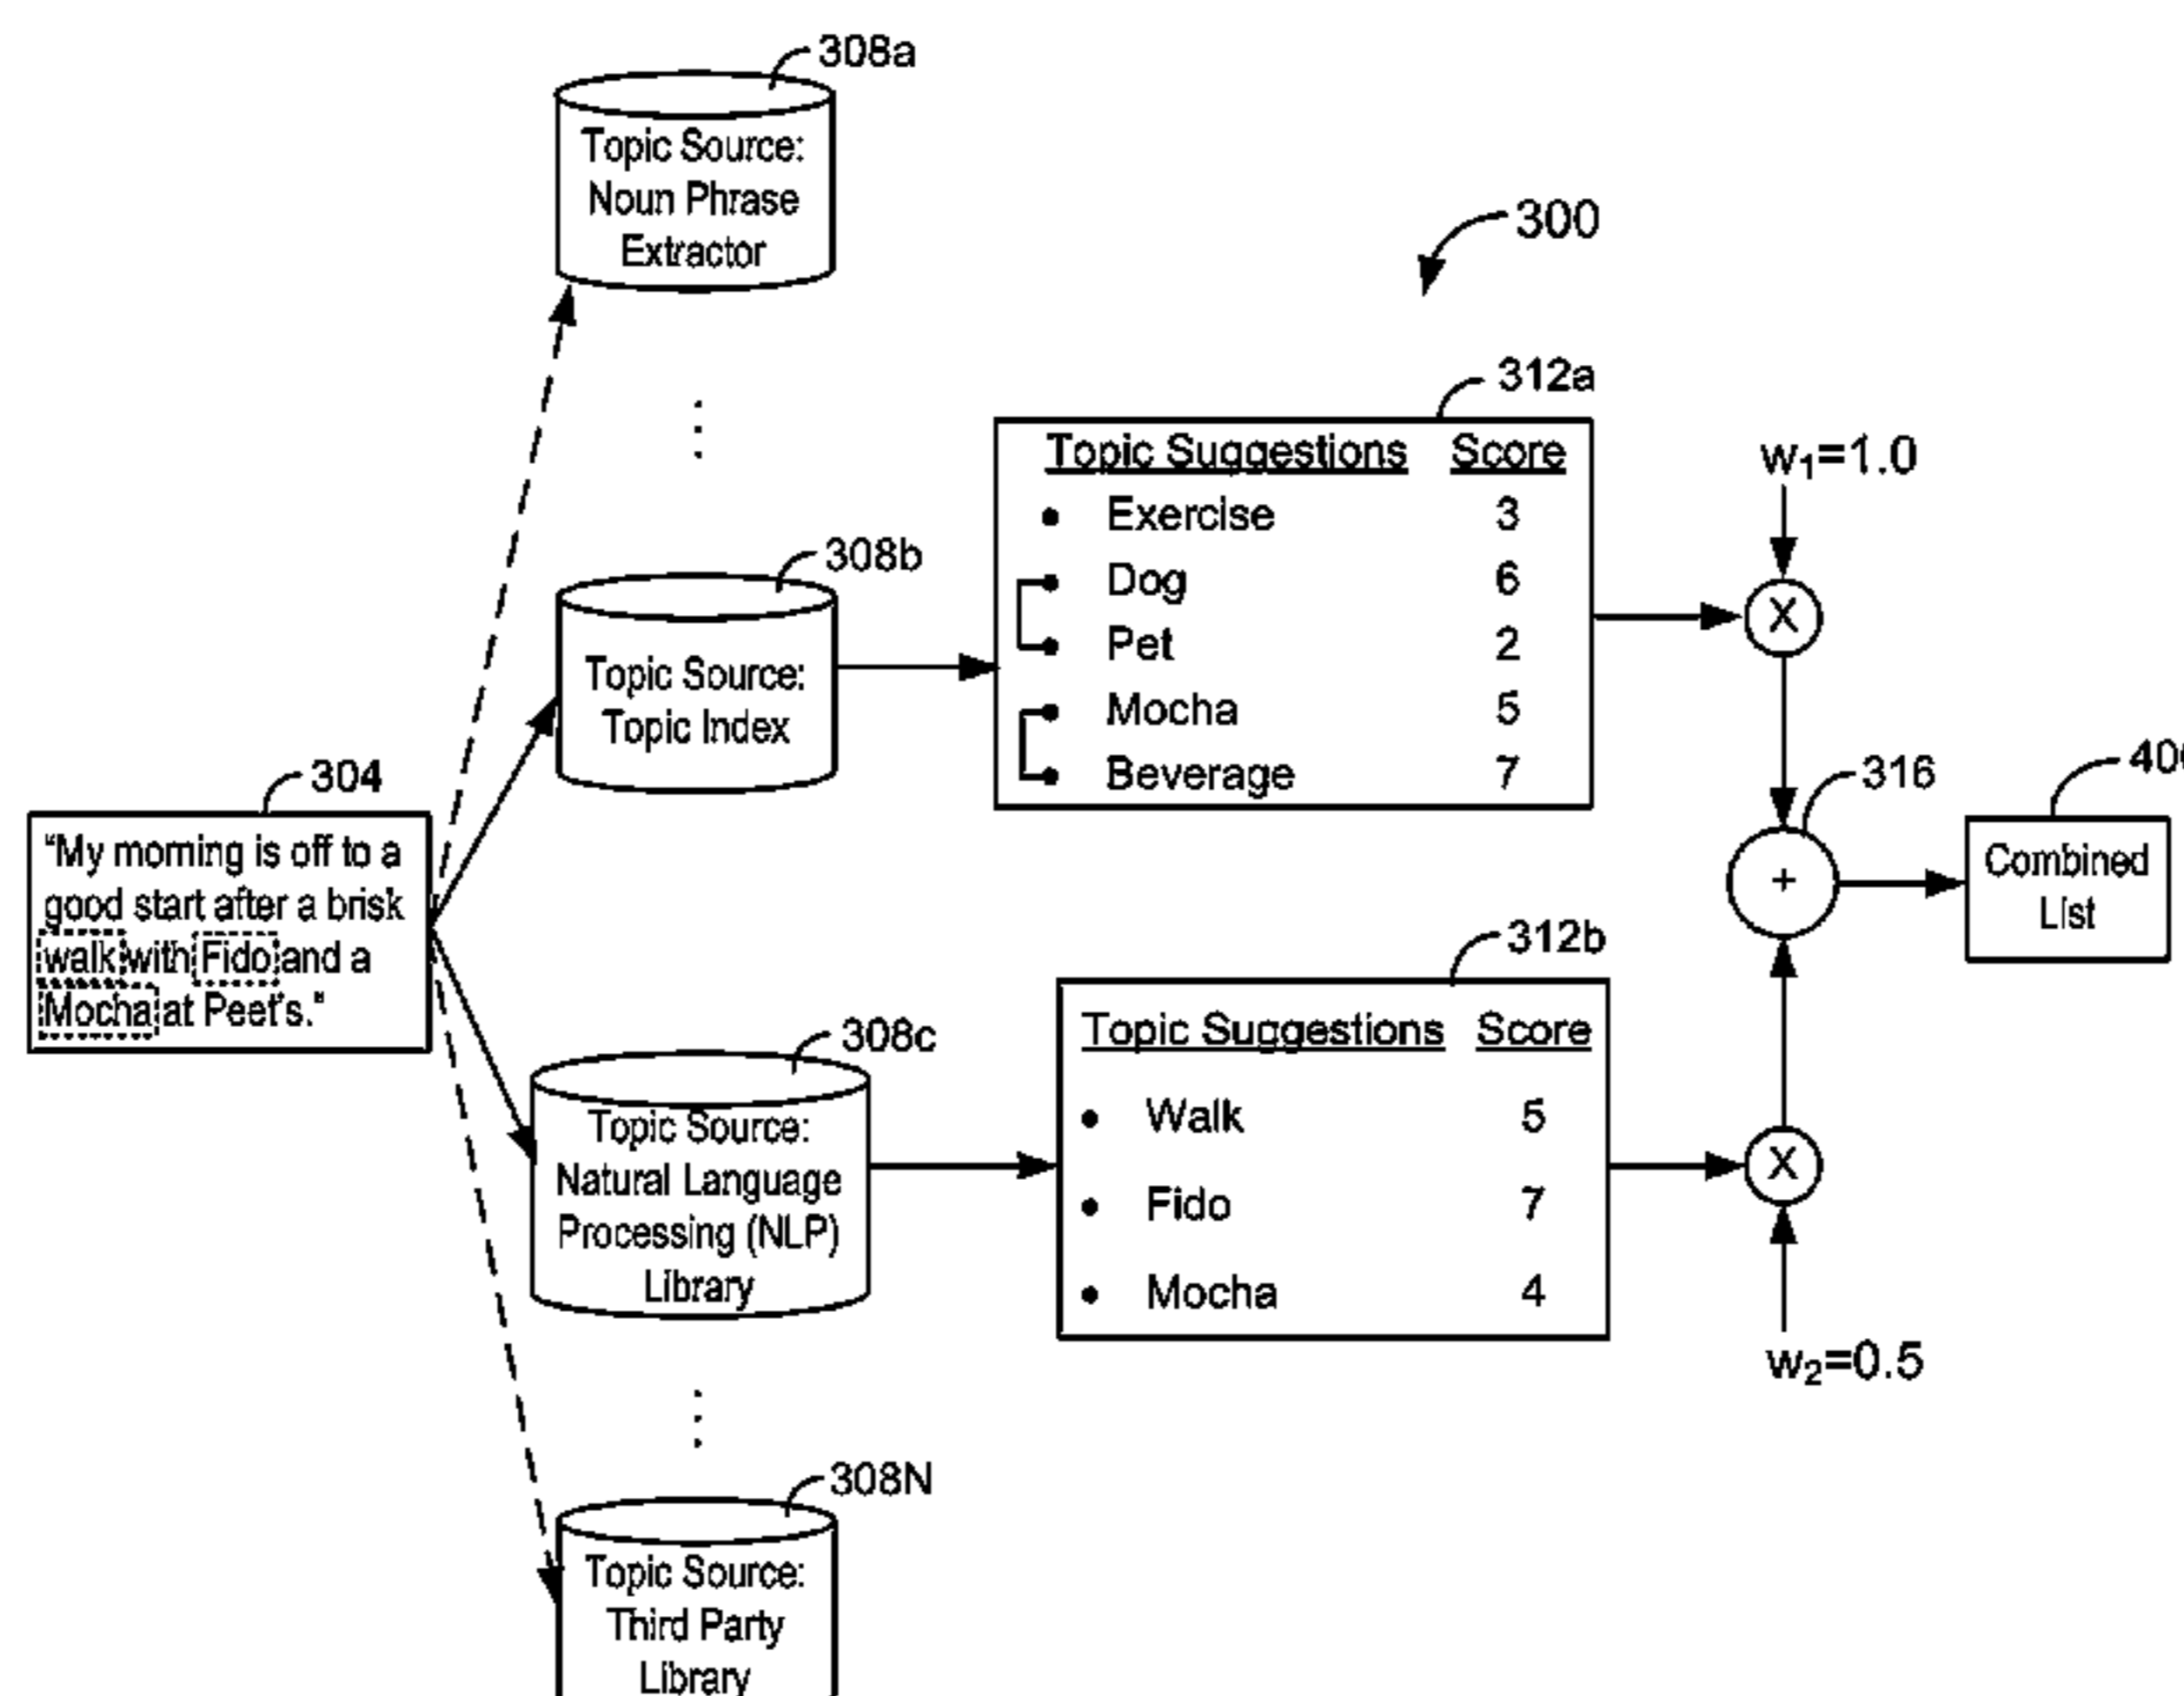 308a
Topic Source:
Noun Phrase
Extractor
300
312a
Topic Suggestions Score
• Exercise 3
• Dog 6
• Pet 2
• Mocha 5
• Beverage 7
w₁=1.0
X
308b
Topic Source:
Topic Index
304
"My morning is off to a
good start after a brisk
walk with Fido and a
Mocha at Peet's."
316
+
Combined
List
308c
Topic Source:
Natural Language
Processing (NLP)
Library
312b
Topic Suggestions Score
• Walk 5
• Fido 7
• Mocha 4
X
w₂=0.5
308N
Topic Source:
Third Party
Library